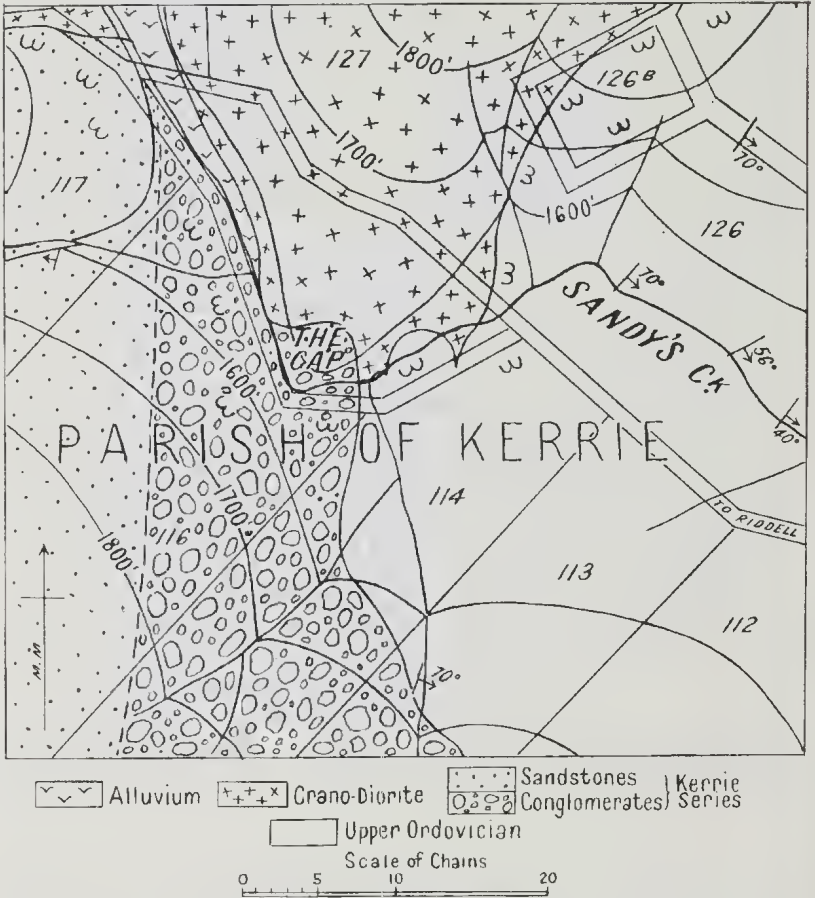 127
1800'
126B
1700'
70°
117
1600'
126
70°
SANDY'S CK
THE GAP
56°
1600'
40°
PARISH OF KERRIE
1700'
114
TO RIDDELL
116
1800'
113
112
M.M
70°
Alluvium
Grano-Diorite
Sandstones
Conglomerates
Kerrie Series
Upper Ordovician
Scale of Chains
0 5 10 20